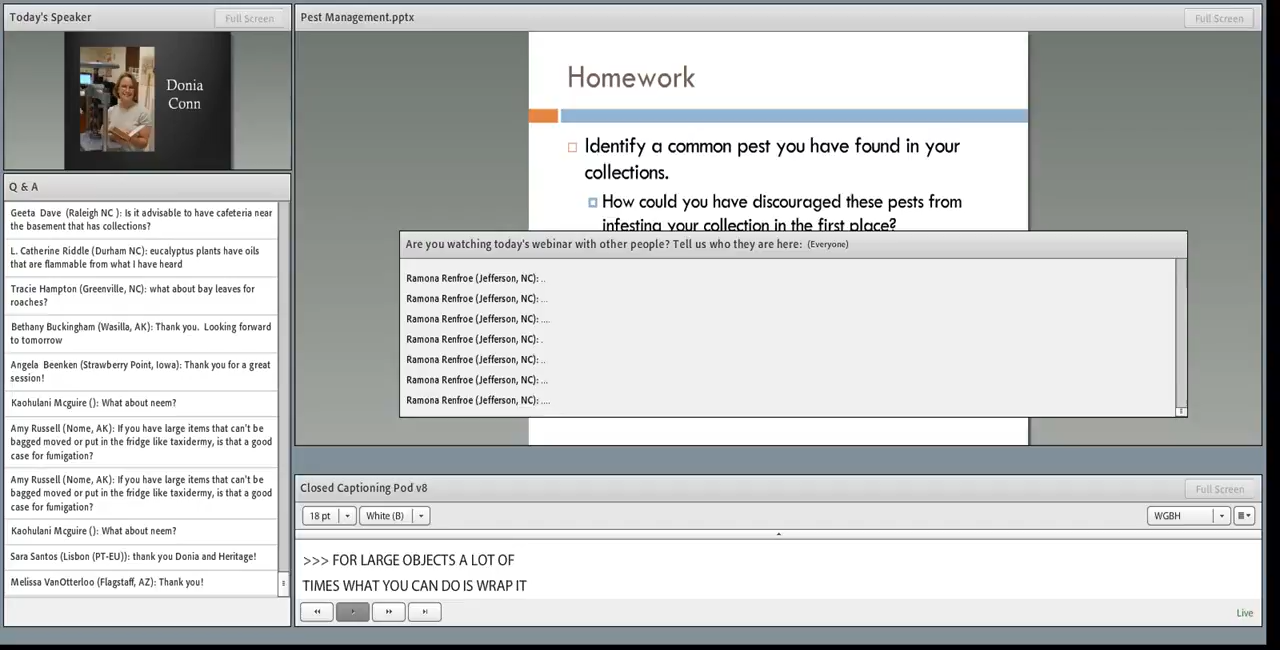 Today's Speaker
Full Screen
Donia
Conn
Q & A
Geeta Dave (Raleigh NC ): Is it advisable to have cafeteria near
the basement that has collections?
L. Catherine Riddle (Durham NC): eucalyptus plants have oils
that are flammable from what I have heard
Tracie Hampton (Greenville, NC): what about bay leaves for
roaches?
Bethany Buckingham (Wasilla, AK): Thank you. Looking forward
to tomorrow
Angela Beenken (Strawberry Point, Iowa): Thank you for a great
session!
Kaohulani Mcguire (): What about neem?
Amy Russell (Nome, AK): If you have large items that can't be
bagged moved or put in the fridge like taxidermy, is that a good
case for fumigation?
Amy Russell (Nome, AK): If you have large items that can't be
bagged moved or put in the fridge like taxidermy, is that a good
case for fumigation?
Kaohulani Mcguire (): What about neem?
Sara Santos (Lisbon (PT-EU)): thank you Donia and Heritage!
Melissa VanOtterloo (Flagstaff, AZ): Thank you!
Pest Management.pptx
Full Screen
Homework
Identify a common pest you have found in your
collections.
How could you have discouraged these pests from
infesting your collection in the first place?
Are you watching today's webinar with other people? Tell us who they are here: (Everyone)
Ramona Renfroe (Jefferson, NC): ..
Ramona Renfroe (Jefferson, NC): ...
Ramona Renfroe (Jefferson, NC): ....
Ramona Renfroe (Jefferson, NC): .
Ramona Renfroe (Jefferson, NC): ..
Ramona Renfroe (Jefferson, NC): ...
Ramona Renfroe (Jefferson, NC): ....
Closed Captioning Pod v8
Full Screen
18 pt
White (B)
WGBH
>>> FOR LARGE OBJECTS A LOT OF
TIMES WHAT YOU CAN DO IS WRAP IT
Live